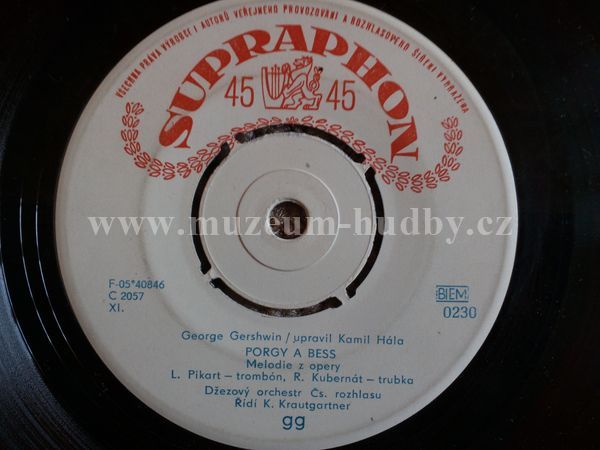 VŠECHNA PRÁVA VÝROBCE I AUTORŮ VEŘEJNÉHO PROVOZOVÁNÍ A ROZHLASOVÉHO ŠÍŘENÍ VYHRAZENA
SUPRAPHON
45 45
www.muzeum-hudby.cz
F-05*40846
C 2057
XI.
BIEM
0230
George Gershwin/upravil Kamil Hála
PORGY A BESS
Melodie z opery
L. Pikart – trombón, R. Kubernát – trubka
Džezový orchestr Čs. rozhlasu
Řídí K. Krautgartner
gg